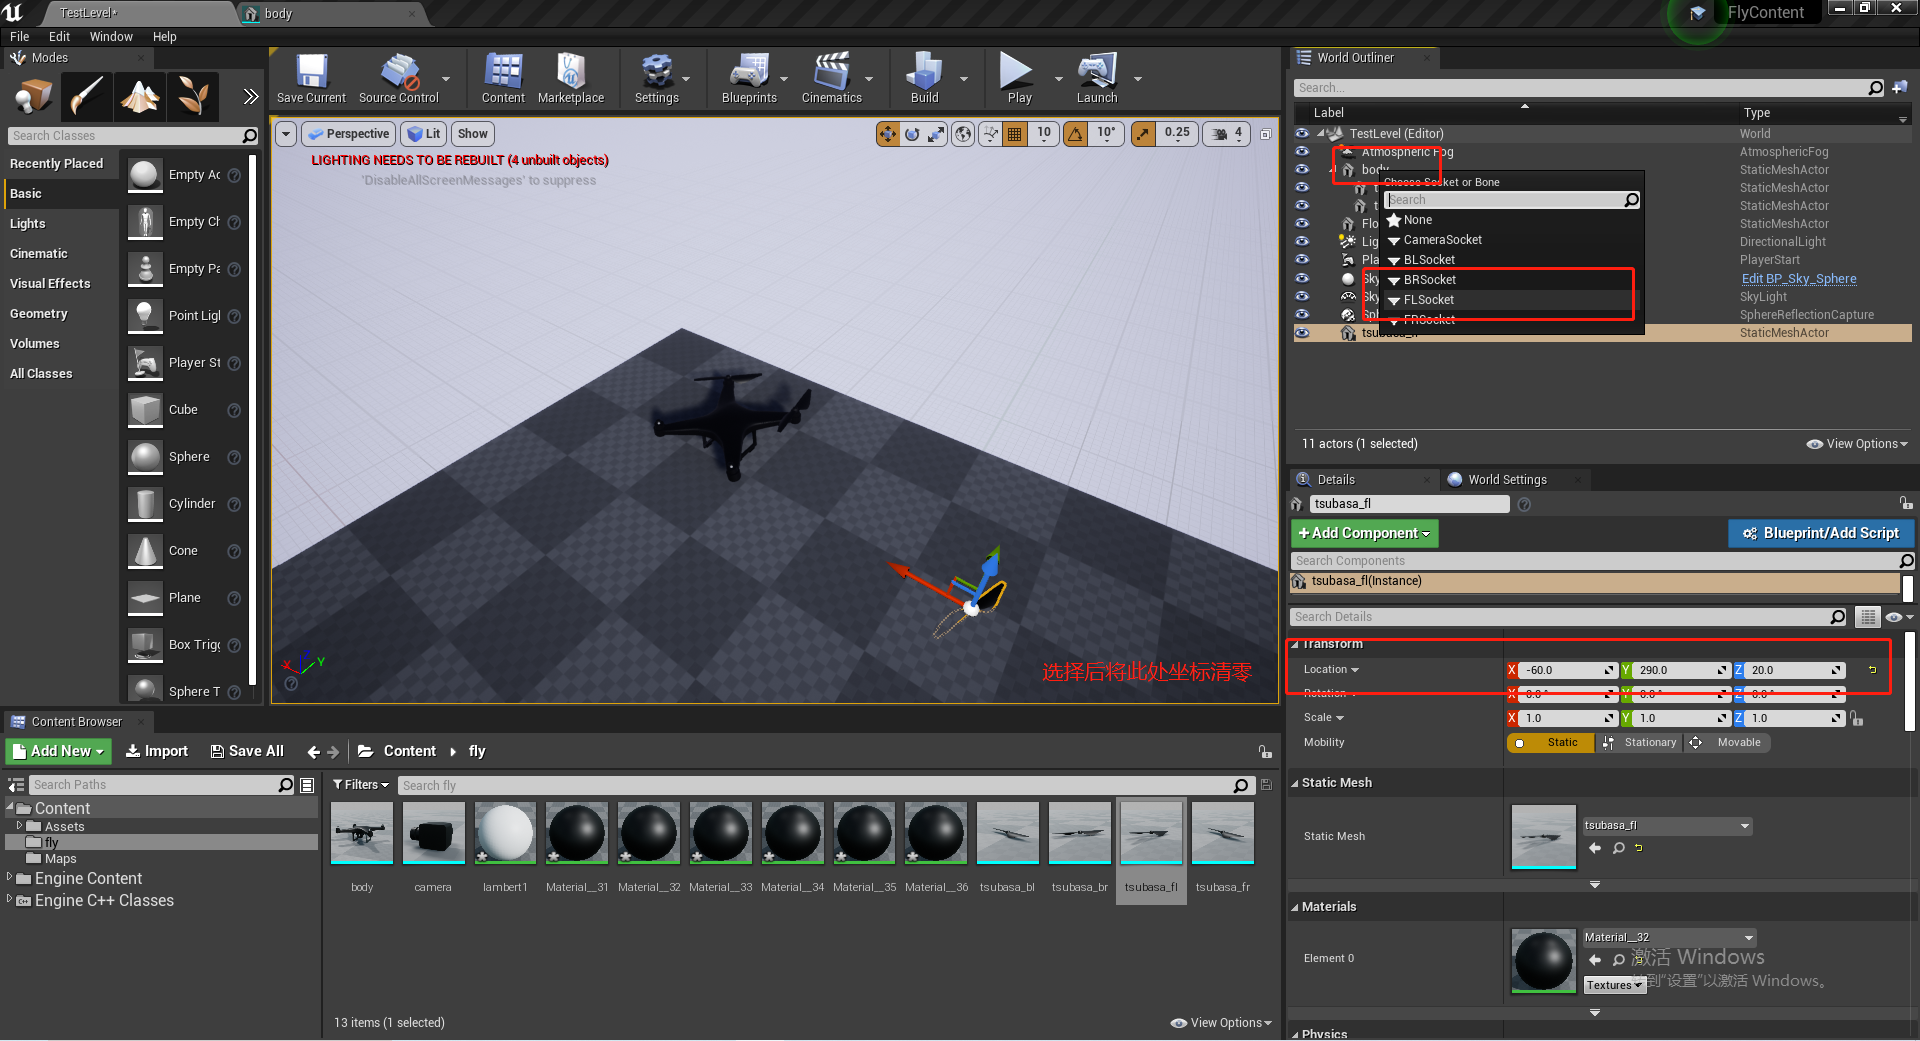 TestLevel*
body
FlyContent
File Edit Window Help
Modes
Search Classes
Recently Placed
Basic
Lights
Cinematic
Visual Effects
Geometry
Volumes
All Classes
Empty Ac
Empty Ch
Empty Pa
Point Ligh
Player St
Cube
Sphere
Cylinder
Cone
Plane
Box Trigg
Sphere T
Save Current
Source Control
Content
Marketplace
Settings
Blueprints
Cinematics
Build
Play
Launch
Perspective
Lit
Show
10
10°
0.25
4
LIGHTING NEEDS TO BE REBUILT (4 unbuilt objects)
'DisableAllScreenMessages' to suppress
X
Z
Y
选择后将此处坐标清零
World Outliner
Search...
Label Type
TestLevel (Editor) World
Atmospheric Fog AtmosphericFog
body StaticMeshActor
t StaticMeshActor
t StaticMeshActor
Flo StaticMeshActor
Lig DirectionalLight
Pla PlayerStart
Sky Edit BP_Sky_Sphere
Sky SkyLight
Sph SphereReflectionCapture
tsubasa_fl StaticMeshActor
Choose Socket or Bone
Search
None
CameraSocket
BLSocket
BRSocket
FLSocket
FRSocket
11 actors (1 selected)
View Options
Details
World Settings
tsubasa_fl
+Add Component
Blueprint/Add Script
Search Components
tsubasa_fl(Instance)
Search Details
Transform
Location X -60.0 Y 290.0 Z 20.0
Rotation X 0.0° Y 0.0° Z 0.0°
Scale X 1.0 Y 1.0 Z 1.0
Mobility Static Stationary Movable
Static Mesh
Static Mesh
tsubasa_fl
Materials
Element 0
Material__32
Textures
激活 Windows
转到"设置"以激活 Windows。
Physics
Content Browser
Add New
Import
Save All
Content
fly
Search Paths
Content
Assets
fly
Maps
Engine Content
Engine C++ Classes
Filters
Search fly
body
camera
lambert1
Material__31
Material__32
Material__33
Material__34
Material__35
Material__36
tsubasa_bl
tsubasa_br
tsubasa_fl
tsubasa_fr
13 items (1 selected)
View Options